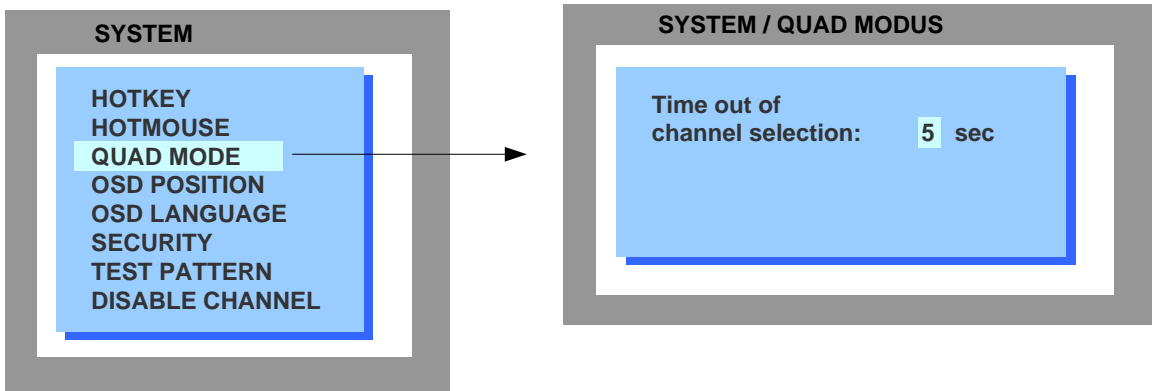 SYSTEM
HOTKEY
HOTMOUSE
QUAD MODE
OSD POSITION
OSD LANGUAGE
SECURITY
TEST PATTERN
DISABLE CHANNEL
SYSTEM / QUAD MODUS
Time out of
channel selection: 5 sec